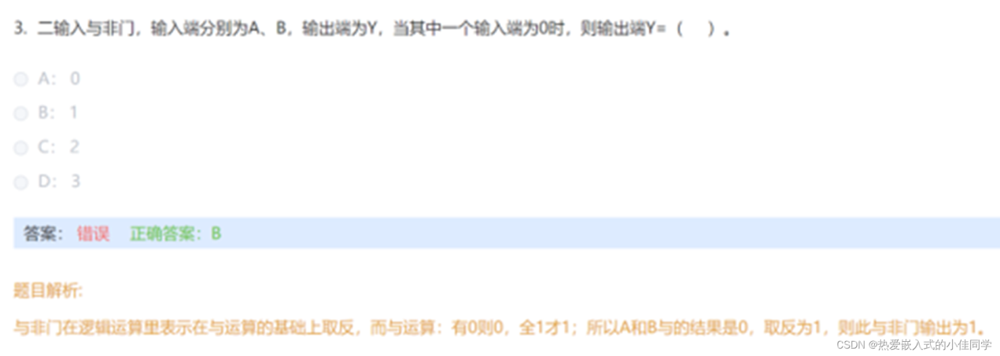 3. 二输入与非门，输入端分别为A、B，输出端为Y，当其中一个输入端为0时，则输出端Y=（ ）。
A： 0
B： 1
C： 2
D： 3
答案： 错误 正确答案：B
题目解析:
与非门在逻辑运算里表示在与运算的基础上取反，而与运算：有0则0，全1才1；所以A和B与的结果是0，取反为1，则此与非门输出为1。
CSDN @热爱嵌入式的小佳同学